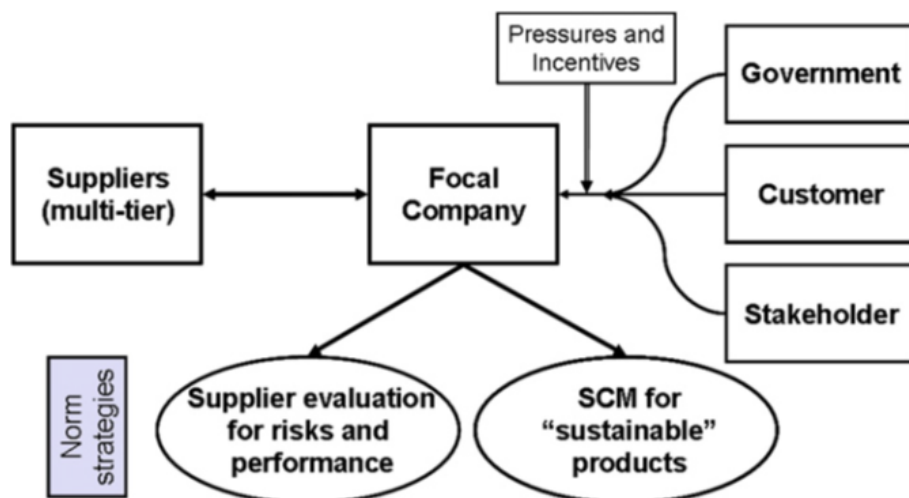 Pressures and
Incentives
Government
Suppliers
(multi-tier)
Focal
Company
Customer
Stakeholder
Norm
strategies
Supplier evaluation
for risks and
performance
SCM for
“sustainable”
products